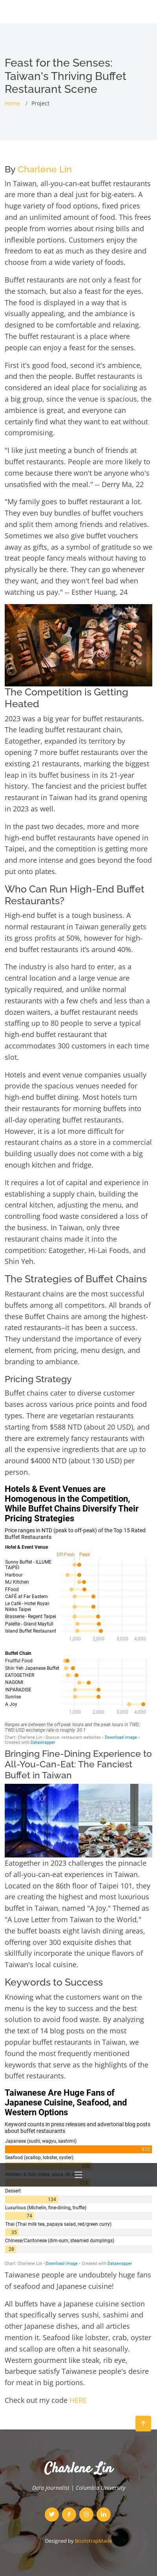 Feast for the Senses:
Taiwan's Thriving Buffet
Restaurant Scene
Home / Project
By Charlene Lin
In Taiwan, all-you-can-eat buffet restaurants
are more than a deal just for big-eaters. A
huge variety of food options, fixed prices
and unlimited amount of food. This frees
people from worries about rising bills and
inflexible portions. Customers enjoy the
freedom to eat as much as they desire and
choose from a wide variety of foods.
Buffet restaurants are not only a feast for
the stomach, but also a feast for the eyes.
The food is displayed in a way that is
visually appealing, and the ambiance is
designed to be comfortable and relaxing.
The buffet restaurant is a place where
people can enjoy a feast for the senses.
First it's good food, second it's ambience,
and then the people. Buffet restaurants is
considered an ideal place for socializing as
a big group, since the venue is spacious, the
ambience is great, and everyone can
certainly find what they want to eat without
compromising.
"I like just meeting a bunch of friends at
buffet restaurants. People are more likely to
meet in a buffet, there won't be anyone who's
unsatisfied with the meal." -- Derry Ma, 22
"My family goes to buffet restaurant a lot.
They often buy bundles of buffet vouchers
and split them among friends and relatives.
Sometimes we also give buffet vouchers
away as gifts, as a symbol of gratitude so we
treat people fancy meals, without having to
physically be there. They can go whenever
they want, and they won't feel bad when
watching us pay." -- Esther Huang, 24
The Competition is Getting
Heated
2023 was a big year for buffet restaurants.
The leading buffet restaurant chain,
Eatogether, expanded its territory by
opening 7 more buffet restaurants over the
existing 21 restaurants, making the biggest
leap in its buffet business in its 21-year
history. The fanciest and the priciest buffet
restaurant in Taiwan had its grand opening
in 2023 as well.
In the past two decades, more and more
high-end buffet restaurants have opened in
Taipei, and the competition is getting more
and more intense and goes beyond the food
put onto plates.
Who Can Run High-End Buffet
Restaurants?
High-end buffet is a tough business. A
normal restaurant in Taiwan generally gets
its gross profits at 50%, however for high-
end buffet restaurants it's around 40%.
The industry is also hard to enter, as a
central location and a large venue are
typically required, and unlike normal
restaurants with a few chefs and less than a
dozen waiters, a buffet restaurant needs
staffing up to 80 people to serve a typical
high-end buffet restaurant that
accommodates 300 customers in each meal
time.
Hotels and event venue companies usually
provide the spacious venues needed for
high-end buffet business. Most hotels turn
their restaurants into profitable buffets into
all-day operating buffet restaurants.
However, it is a lot more difficult for
restaurant chains as a store in a commercial
building usually does not come with a big
enough kitchen and fridge.
It requires a lot of capital and experience in
establishing a supply chain, building the
central kitchen, adjusting the menu, and
controlling food waste are considered a loss of
the business. In Taiwan, only three
restaurant chains made it into the
competition: Eatogether, Hi-Lai Foods, and
Shin Yeh.
The Strategies of Buffet Chains
Restaurant chains are the most successful
buffets among all competitors. All brands of
these Buffet Chains are among the highest-
rated restaurants–it has been a success.
They should understand the importance of every
element, from pricing, menu design, and
branding to ambiance.
Pricing Strategy
Buffet chains cater to diverse customer
bases across various price points and food
types. There are vegetarian restaurants
starting from $588 NTD (about 20 USD), and
there are extremely high-end ones that use
all the expensive ingredients that add up to
around $4000 NTD (about 130 USD) per
person.
Hotels & Event Venues are
Homogenous in the Competition,
While Buffet Chains Diversify Their
Pricing Strategies
Price ranges in NTD (peak to off-peak) of the Top 15 Rated
Buffet Restaurants
Hotel & Event Venue
Off Peak Peak
Sunny Buffet - ILLUME
TAIPEI
Harbour
MJ Kitchen
FFood
CAFÉ at Far Eastern
Le Café - Hotel Royal-
Nikko Taipei
Brasserie - Regent Taipei
Palette - Grand Mayfull
Island Buffet Restaurant
1,000 2,000 3,000 4,000
Buffet Chain
Fruitful Food
Shin Yeh Japanese Buffet
EATOGETHER
NAGOMI
INPARADISE
Sunrise
A Joy
1,000 2,000 3,000 4,000
Ranges are between the off-peak hours and the peak hours in TWD.
TWD:USD exchange rate is roughly 30:1
Chart: Charlene Lin • Source: restaurant websites • Download image •
Created with Datawrapper
Bringing Fine-Dining Experience to
All-You-Can-Eat: The Fanciest
Buffet in Taiwan
Eatogether in 2023 challenges the pinnacle
of all-you-can-eat experiences in Taiwan.
Located on the 86th floor of Taipei 101, they
are creating the highest and most luxurious
buffet in Taiwan, named "A Joy." Themed as
"A Love Letter from Taiwan to the World,"
the buffet boasts eight dining areas,
offering over 300 exquisite dishes that
skillfully incorporate the unique flavors of
Taiwan's local cuisine.
Keywords to Success
Knowing what the customers want on the
menu is the key to good sales and success
for the buffet restaurants. By analyzing the
text of 14 blog posts on the most
popular buffet restaurants in Taiwan, we
found the most frequently mentioned
keywords that serve as the highlights of the
buffet restaurants.
Taiwanese Are Huge Fans of
Japanese Cuisine, Seafood, and
Western Options
Keyword count in press releases and advertorial blog posts
about buffet restaurants
Japanese (sushi, wagyu, sashimi)
372
Seafood (scallop, lobster, oyster)
Dessert
134
Luxurious (Michelin, fine-dining, truffle)
74
Thai (Thai milk tea, papaya salad, red/green curry)
35
Chinese/Cantonese (dim-sum, steamed dumplings)
28
Chart: Charlene Lin • Download image • Created with Datawrapper
Taiwanese people are undoubtedly huge fans
of seafood and Japanese cuisine!
All buffets have a Japanese cuisine section
that specifically serves sushi, sashimi and
other Japanese dishes, and all articles
mention it. Seafood like lobster, crab, oyster
and scallop are often a hit seasonally.
Western gourmet like steak, rib eye,
barbecue satisfy Taiwanese people's desire
for the meat in big portions.
Check out my code HERE
Charlene Lin
Data Journalist | Columbia University
Designed by BootstrapMade